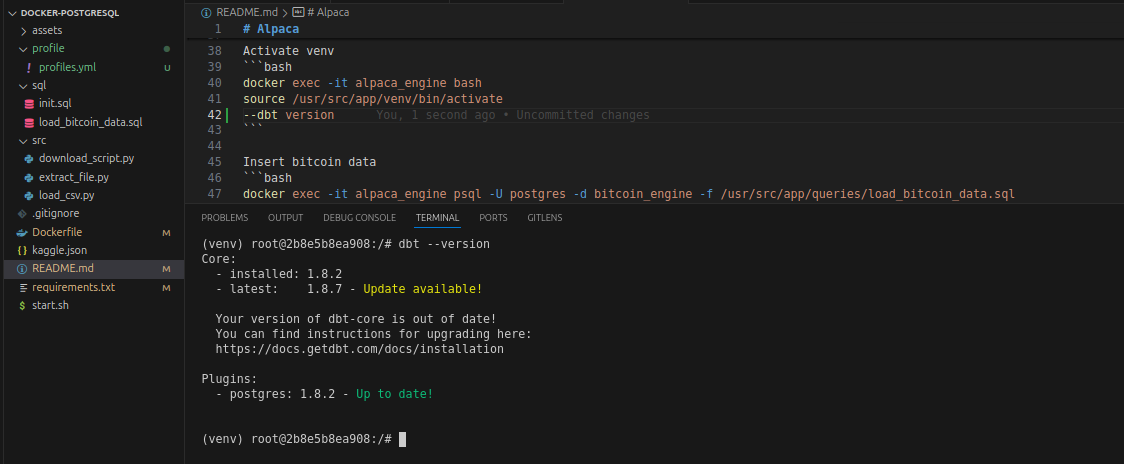 DOCKER-POSTGRESQL
assets
profile
profiles.yml U
sql
init.sql
load_bitcoin_data.sql
src
download_script.py
extract_file.py
load_csv.py
.gitignore
Dockerfile M
kaggle.json
README.md M
requirements.txt M
start.sh
README.md > # Alpaca
1 # Alpaca
38 Activate venv
39 ```bash
40 docker exec -it alpaca_engine bash
41 source /usr/src/app/venv/bin/activate
42 --dbt version You, 1 second ago • Uncommitted changes
43 ```
44
45 Insert bitcoin data
46 ```bash
47 docker exec -it alpaca_engine psql -U postgres -d bitcoin_engine -f /usr/src/app/queries/load_bitcoin_data.sql
PROBLEMS OUTPUT DEBUG CONSOLE TERMINAL PORTS GITLENS
(venv) root@2b8e5b8ea908:/# dbt --version
Core:
- installed: 1.8.2
- latest: 1.8.7 - Update available!
Your version of dbt-core is out of date!
You can find instructions for upgrading here:
https://docs.getdbt.com/docs/installation
Plugins:
- postgres: 1.8.2 - Up to date!
(venv) root@2b8e5b8ea908:/#